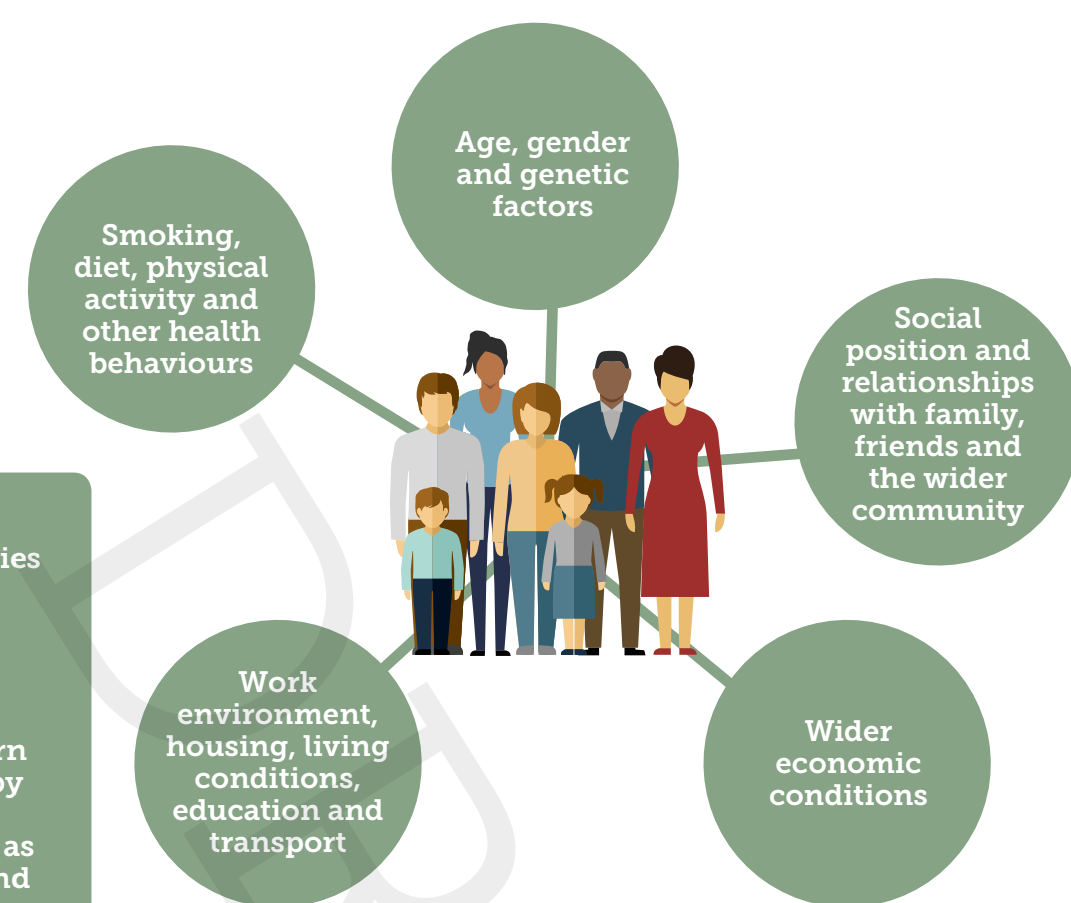 Age, gender
and genetic
factors
Smoking,
diet, physical
activity and
other health
behaviours
Social
position and
relationships
with family,
friends and
the wider
community
Work
environment,
housing, living
conditions,
education and
transport
Wider
economic
conditions
as